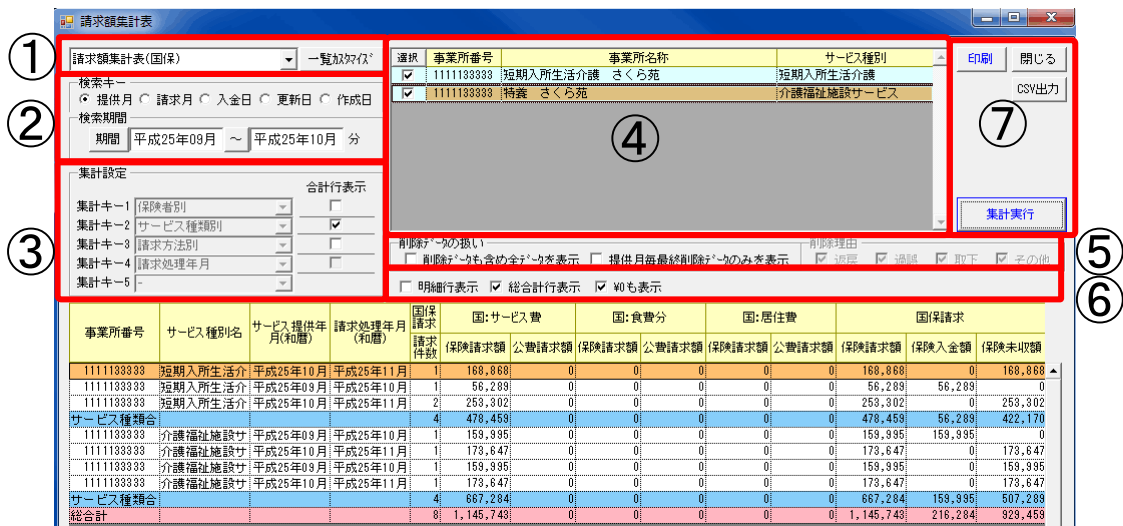 請求額集計表
①
請求額集計表(国保)
一覧ｶｽﾀﾏｲｽﾞ
②
検索キー
提供月 請求月 入金日 更新日 作成日
検索期間
期間 平成25年09月 ～ 平成25年10月 分
③
集計設定
合計行表示
集計キー1 保険者別
集計キー2 サービス種類別
集計キー3 請求方法別
集計キー4 請求処理年月
集計キー5 -
④
選択 事業所番号 事業所名称 サービス種別
1111133333 短期入所生活介護 さくら苑 短期入所生活介護
1111133333 特養 さくら苑 介護福祉施設サービス
⑦
印刷 閉じる
CSV出力
集計実行
⑤
削除ﾃﾞｰﾀの扱い 削除理由
削除ﾃﾞｰﾀも含め全ﾃﾞｰﾀを表示 提供月毎最終削除ﾃﾞｰﾀのみを表示 返戻 過誤 取下 その他
⑥
明細行表示 総合計行表示 ¥0も表示
事業所番号 サービス種別名 サービス提供年月(和暦) 請求処理年月(和暦) 国保請求 国:サービス費 国:食費分 国:居住費 国保請求
請求件数 保険請求額 公費請求額 保険請求額 公費請求額 保険請求額 公費請求額 保険請求額 保険入金額 保険未収額
1111133333 短期入所生活介 平成25年10月 平成25年11月 1 168,868 0 0 0 0 0 168,868 0 168,868
1111133333 短期入所生活介 平成25年09月 平成25年10月 1 56,289 0 0 0 0 0 56,289 56,289 0
1111133333 短期入所生活介 平成25年10月 平成25年11月 2 253,302 0 0 0 0 0 253,302 0 253,302
サービス種類合 4 478,459 0 0 0 0 0 478,459 56,289 422,170
1111133333 介護福祉施設サ 平成25年09月 平成25年10月 1 159,995 0 0 0 0 0 159,995 159,995 0
1111133333 介護福祉施設サ 平成25年10月 平成25年11月 1 173,647 0 0 0 0 0 173,647 0 173,647
1111133333 介護福祉施設サ 平成25年09月 平成25年10月 1 159,995 0 0 0 0 0 159,995 0 159,995
1111133333 介護福祉施設サ 平成25年10月 平成25年11月 1 173,647 0 0 0 0 0 173,647 0 173,647
サービス種類合 4 667,284 0 0 0 0 0 667,284 159,995 507,289
総合計 8 1,145,743 0 0 0 0 0 1,145,743 216,284 929,459